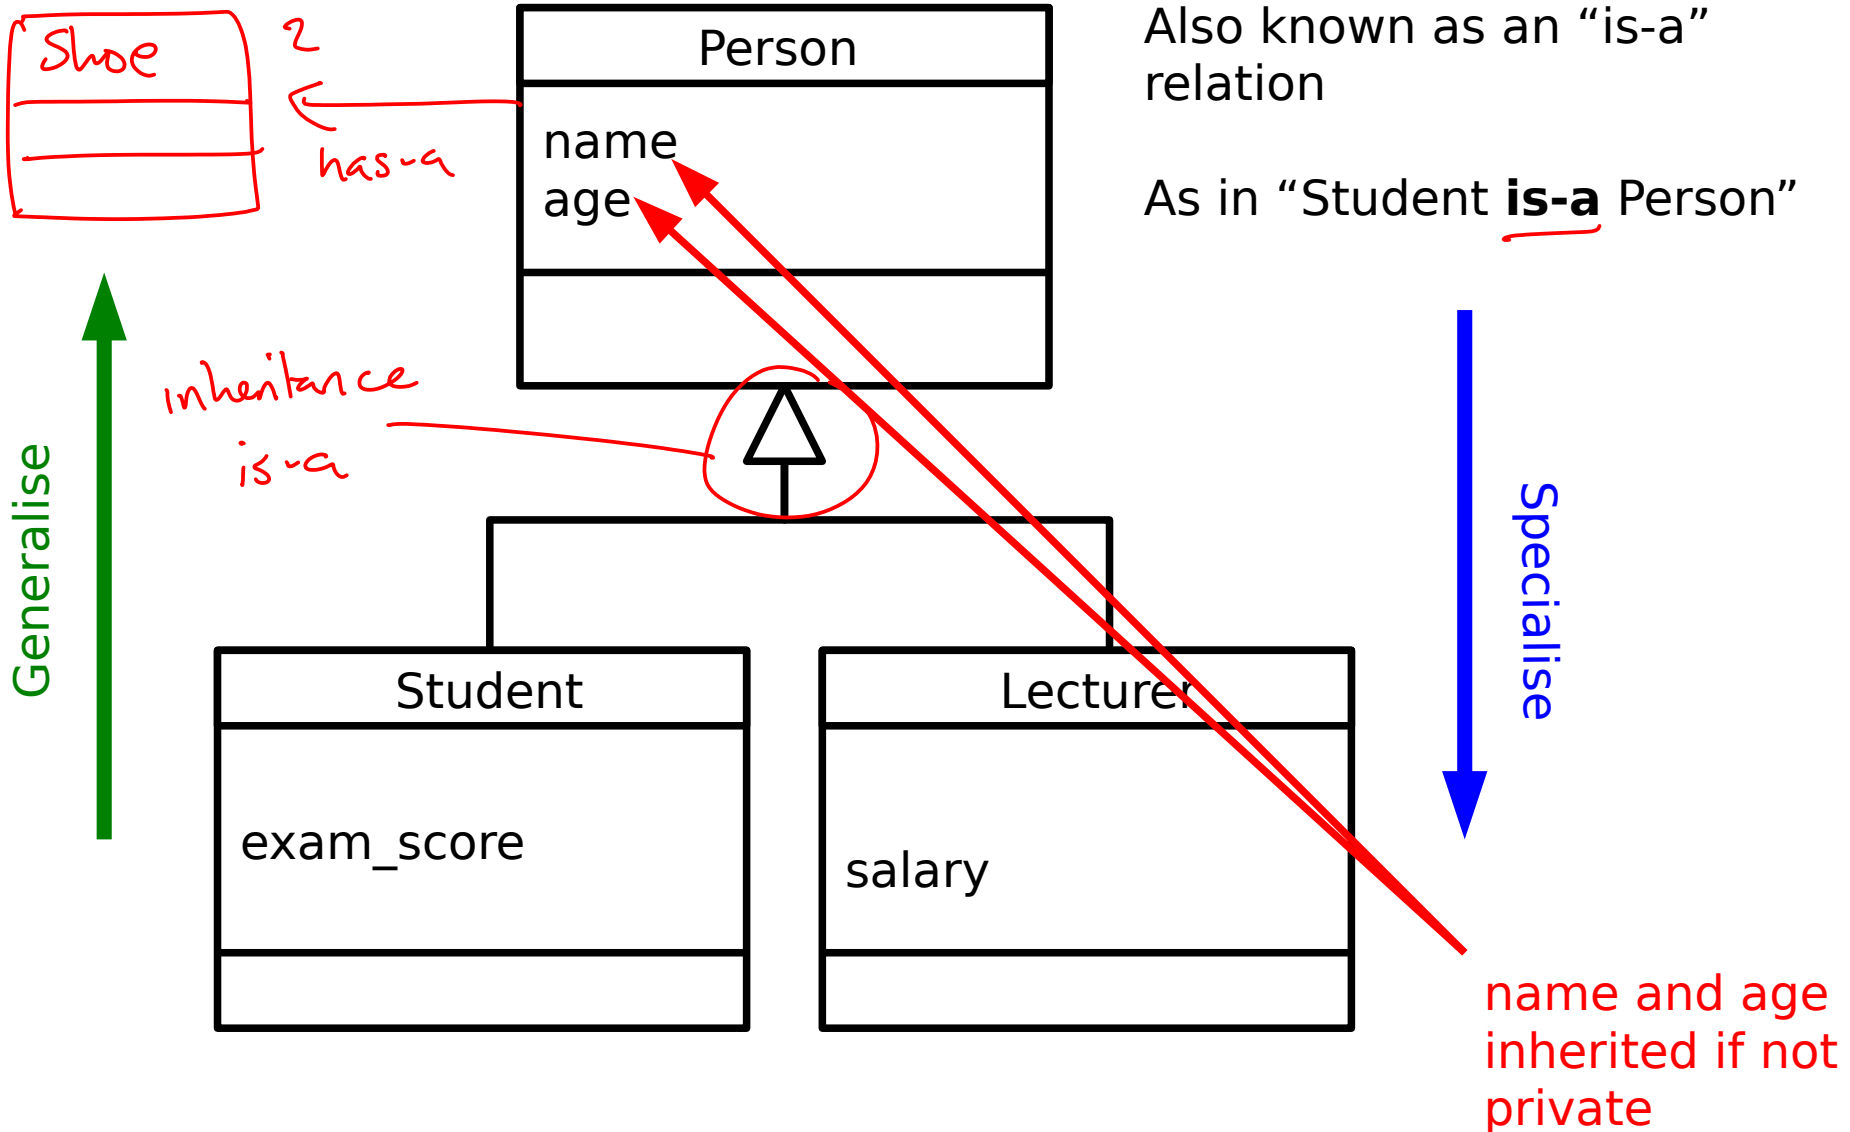 Shoe
2
has-a
Person
name
age
Also known as an “is-a”
relation
As in “Student is-a Person”
inheritance
is-a
Generalise
Specialise
Student
exam_score
Lecturer
salary
name and age
inherited if not
private